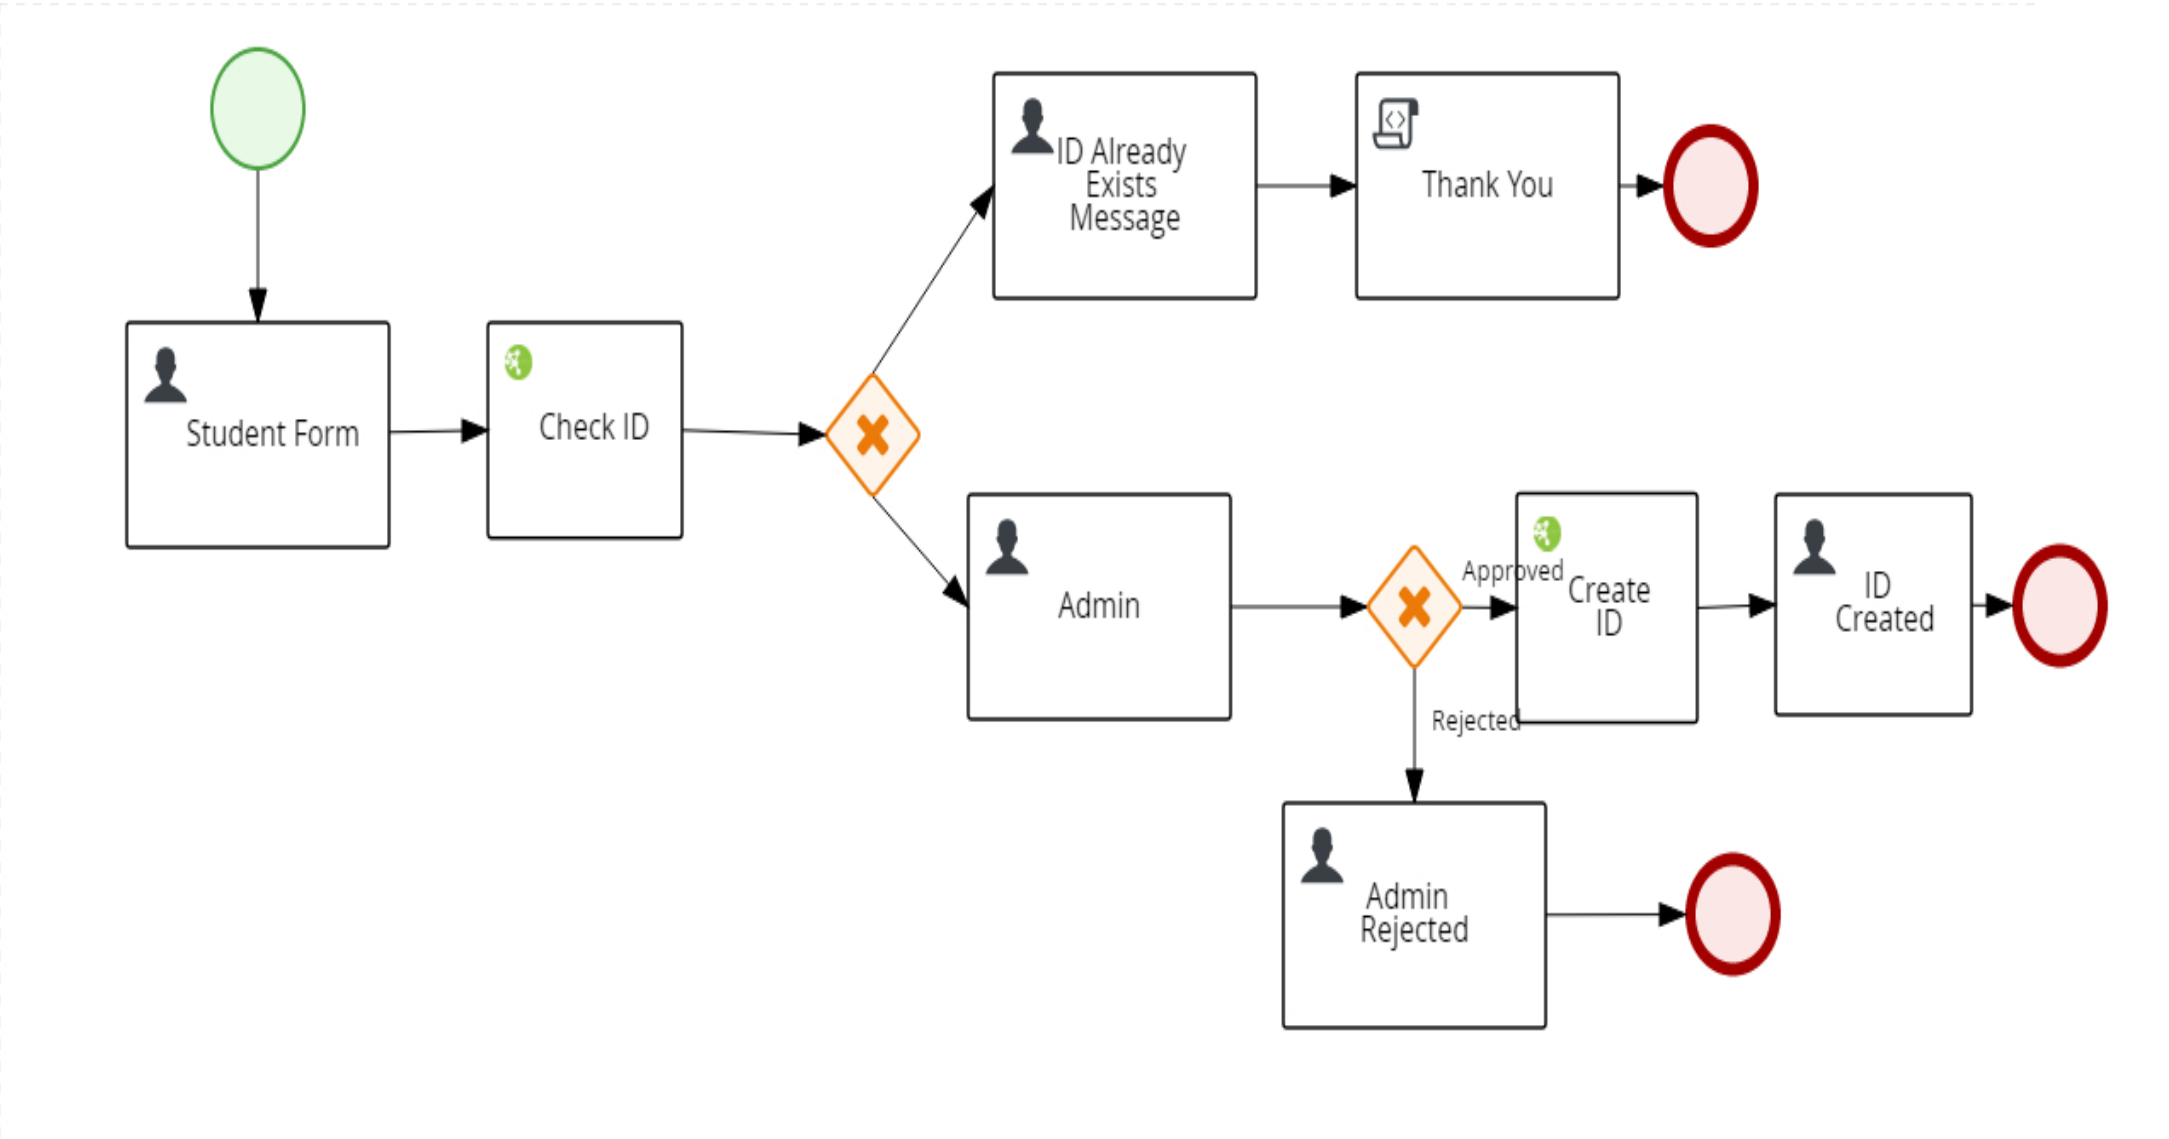 ID Already
Exists
Message
Thank You
Student Form
Check ID
Admin
Approved
Create
ID
ID
Created
Rejected
Admin
Rejected